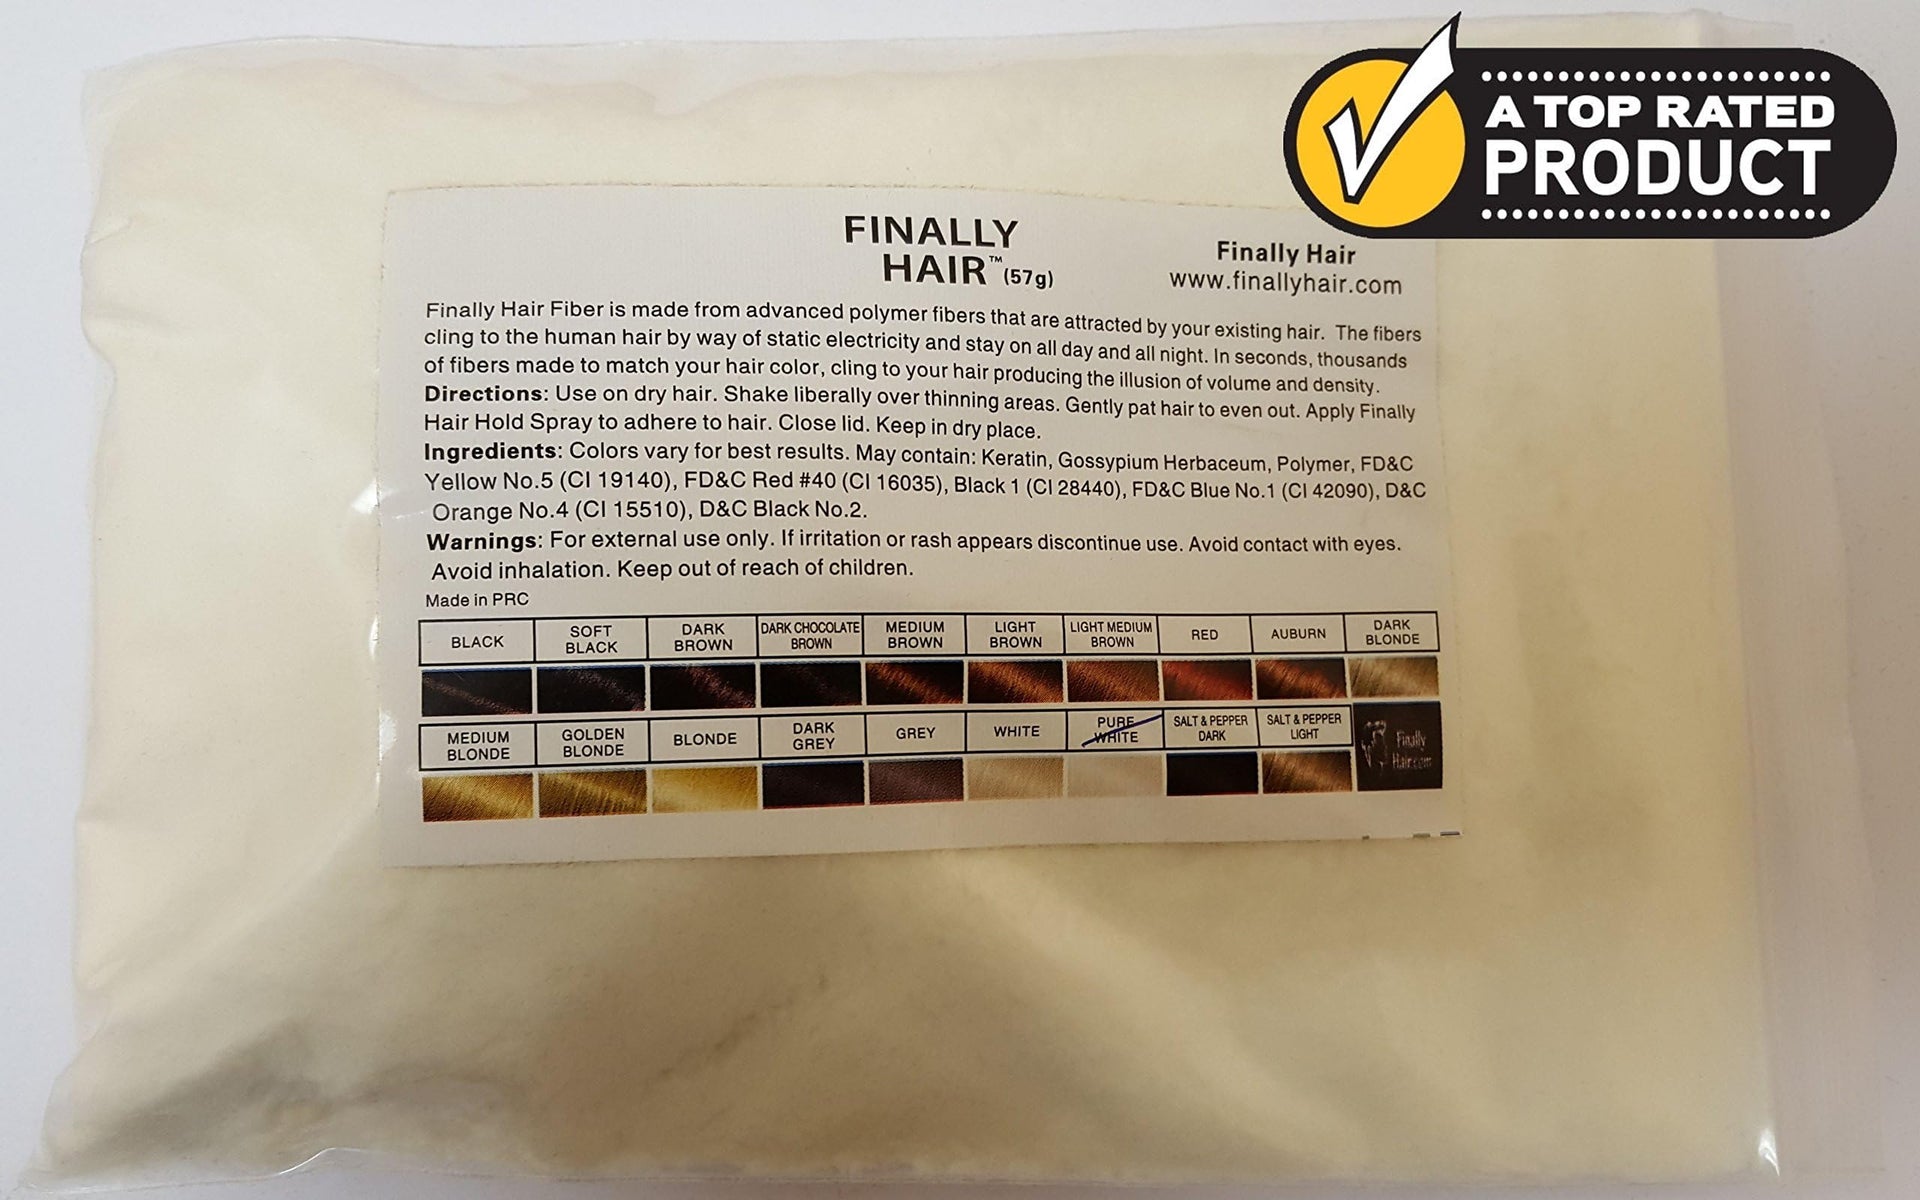 A TOP RATED
PRODUCT
FINALLY
HAIR™ (57g)
Finally Hair
www.finallyhair.com
Finally Hair Fiber is made from advanced polymer fibers that are attracted by your existing hair. The fibers
cling to the human hair by way of static electricity and stay on all day and all night. In seconds, thousands
of fibers made to match your hair color, cling to your hair producing the illusion of volume and density.
Directions: Use on dry hair. Shake liberally over thinning areas. Gently pat hair to even out. Apply Finally
Hair Hold Spray to adhere to hair. Close lid. Keep in dry place.
Ingredients: Colors vary for best results. May contain: Keratin, Gossypium Herbaceum, Polymer, FD&C
Yellow No.5 (CI 19140), FD&C Red #40 (CI 16035), Black 1 (CI 28440), FD&C Blue No.1 (CI 42090), D&C
Orange No.4 (CI 15510), D&C Black No.2.
Warnings: For external use only. If irritation or rash appears discontinue use. Avoid contact with eyes.
Avoid inhalation. Keep out of reach of children.
Made in PRC
BLACK
SOFT
BLACK
DARK
BROWN
DARK CHOCOLATE
BROWN
MEDIUM
BROWN
LIGHT
BROWN
LIGHT MEDIUM
BROWN
RED
AUBURN
DARK
BLONDE
MEDIUM
BLONDE
GOLDEN
BLONDE
BLONDE
DARK
GREY
GREY
WHITE
PURE
WHITE
SALT & PEPPER
DARK
SALT & PEPPER
LIGHT
Finally
Hair.com